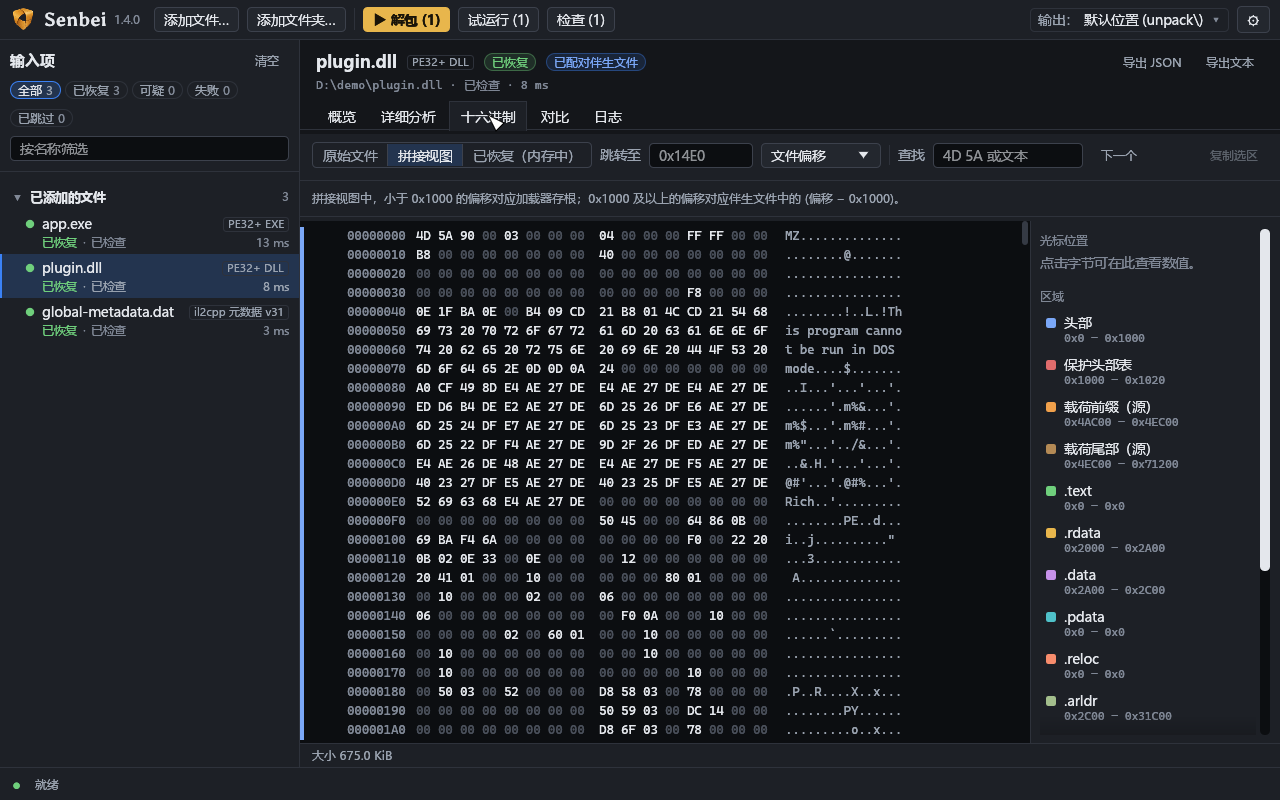 Senbei 1.4.0 添加文件... 添加文件夹... ▶ 解包 (1) 试运行 (1) 检查 (1) 输出: 默认位置 (unpack\)
输入项 清空
全部 3 已恢复 3 可疑 0 失败 0
已跳过 0
按名称筛选
已添加的文件 3
app.exe PE32+ EXE
已恢复 · 已检查 13 ms
plugin.dll PE32+ DLL
已恢复 · 已检查 8 ms
global-metadata.dat il2cpp 元数据 v31
已恢复 · 已检查 3 ms
plugin.dll PE32+ DLL 已恢复 已配对伴生文件 导出 JSON 导出文本
D:\demo\plugin.dll · 已检查 · 8 ms
概览 详细分析 十六进制 对比 日志
原始文件 拼接视图 已恢复（内存中） 跳转至 0x14E0 文件偏移 查找 4D 5A 或文本 下一个 复制选区
拼接视图中，小于 0x1000 的偏移对应加载器存根；0x1000 及以上的偏移对应伴生文件中的 (偏移 − 0x1000)。
00000000 4D 5A 90 00 03 00 00 00 04 00 00 00 FF FF 00 00 MZ..............
00000010 B8 00 00 00 00 00 00 00 40 00 00 00 00 00 00 00 ........@.......
00000020 00 00 00 00 00 00 00 00 00 00 00 00 00 00 00 00 ................
00000030 00 00 00 00 00 00 00 00 00 00 00 00 F8 00 00 00 ................
00000040 0E 1F BA 0E 00 B4 09 CD 21 B8 01 4C CD 21 54 68 ........!..L.!Th
00000050 69 73 20 70 72 6F 67 72 61 6D 20 63 61 6E 6E 6F is program canno
00000060 74 20 62 65 20 72 75 6E 20 69 6E 20 44 4F 53 20 t be run in DOS
00000070 6D 6F 64 65 2E 0D 0D 0A 24 00 00 00 00 00 00 00 mode....$.......
00000080 A0 CF 49 8D E4 AE 27 DE E4 AE 27 DE E4 AE 27 DE ..I...'...'...'.
00000090 ED D6 B4 DE E2 AE 27 DE 6D 25 26 DF E6 AE 27 DE ......'.m%&...'.
000000A0 6D 25 24 DF E7 AE 27 DE 6D 25 23 DF E3 AE 27 DE m%$...'.m%#...'.
000000B0 6D 25 22 DF F4 AE 27 DE 9D 2F 26 DF E0 AE 27 DE m%"...'../&...'.
000000C0 E4 AE 26 DE 48 AE 27 DE E4 AE 27 DE F5 AE 27 DE ..&.H.'...'...'.
000000D0 40 23 27 DF E5 AE 27 DE 40 23 25 DF E5 AE 27 DE @#'...'.@#%...'.
000000E0 52 69 63 68 E4 AE 27 DE 00 00 00 00 00 00 00 00 Rich..'.........
000000F0 00 00 00 00 00 00 00 00 50 45 00 00 64 86 0B 00 ........PE..d...
00000100 69 BA F4 6A 00 00 00 00 00 00 00 00 F0 00 22 20 i..j.........."
00000110 0B 02 0E 33 00 0E 00 00 00 12 00 00 00 00 00 00 ...3............
00000120 20 41 01 00 00 10 00 00 00 00 00 80 01 00 00 00 A..............
00000130 00 10 00 00 00 02 00 00 06 00 00 00 00 00 00 00 ................
00000140 06 00 00 00 00 00 00 00 00 F0 0A 00 00 10 00 00 ................
00000150 00 00 00 00 02 00 60 01 00 00 10 00 00 00 00 00 ......`.........
00000160 00 10 00 00 00 00 00 00 00 00 10 00 00 00 00 00 ................
00000170 00 10 00 00 00 00 00 00 00 00 00 00 10 00 00 00 ................
00000180 00 50 03 00 52 00 00 00 D8 58 03 00 78 00 00 00 .P..R....X..x...
00000190 00 00 00 00 00 00 00 00 50 59 03 00 DC 14 00 00 ........PY......
000001A0 00 00 00 00 00 00 00 00 D8 6F 03 00 78 00 00 00 .........o..x...
光标位置
点击字节可在此查看数值。
区域
头部
0x0 — 0x1000
保护头部表
0x1000 — 0x1020
载荷前缀（源）
0x4AC00 — 0x4EC00
载荷尾部（源）
0x4EC00 — 0x71200
.text
0x0 — 0x0
.rdata
0x2000 — 0x2A00
.data
0x2A00 — 0x2C00
.pdata
0x0 — 0x0
.reloc
0x0 — 0x0
.arldr
0x2C00 — 0x31C00
大小 675.0 KiB
就绪